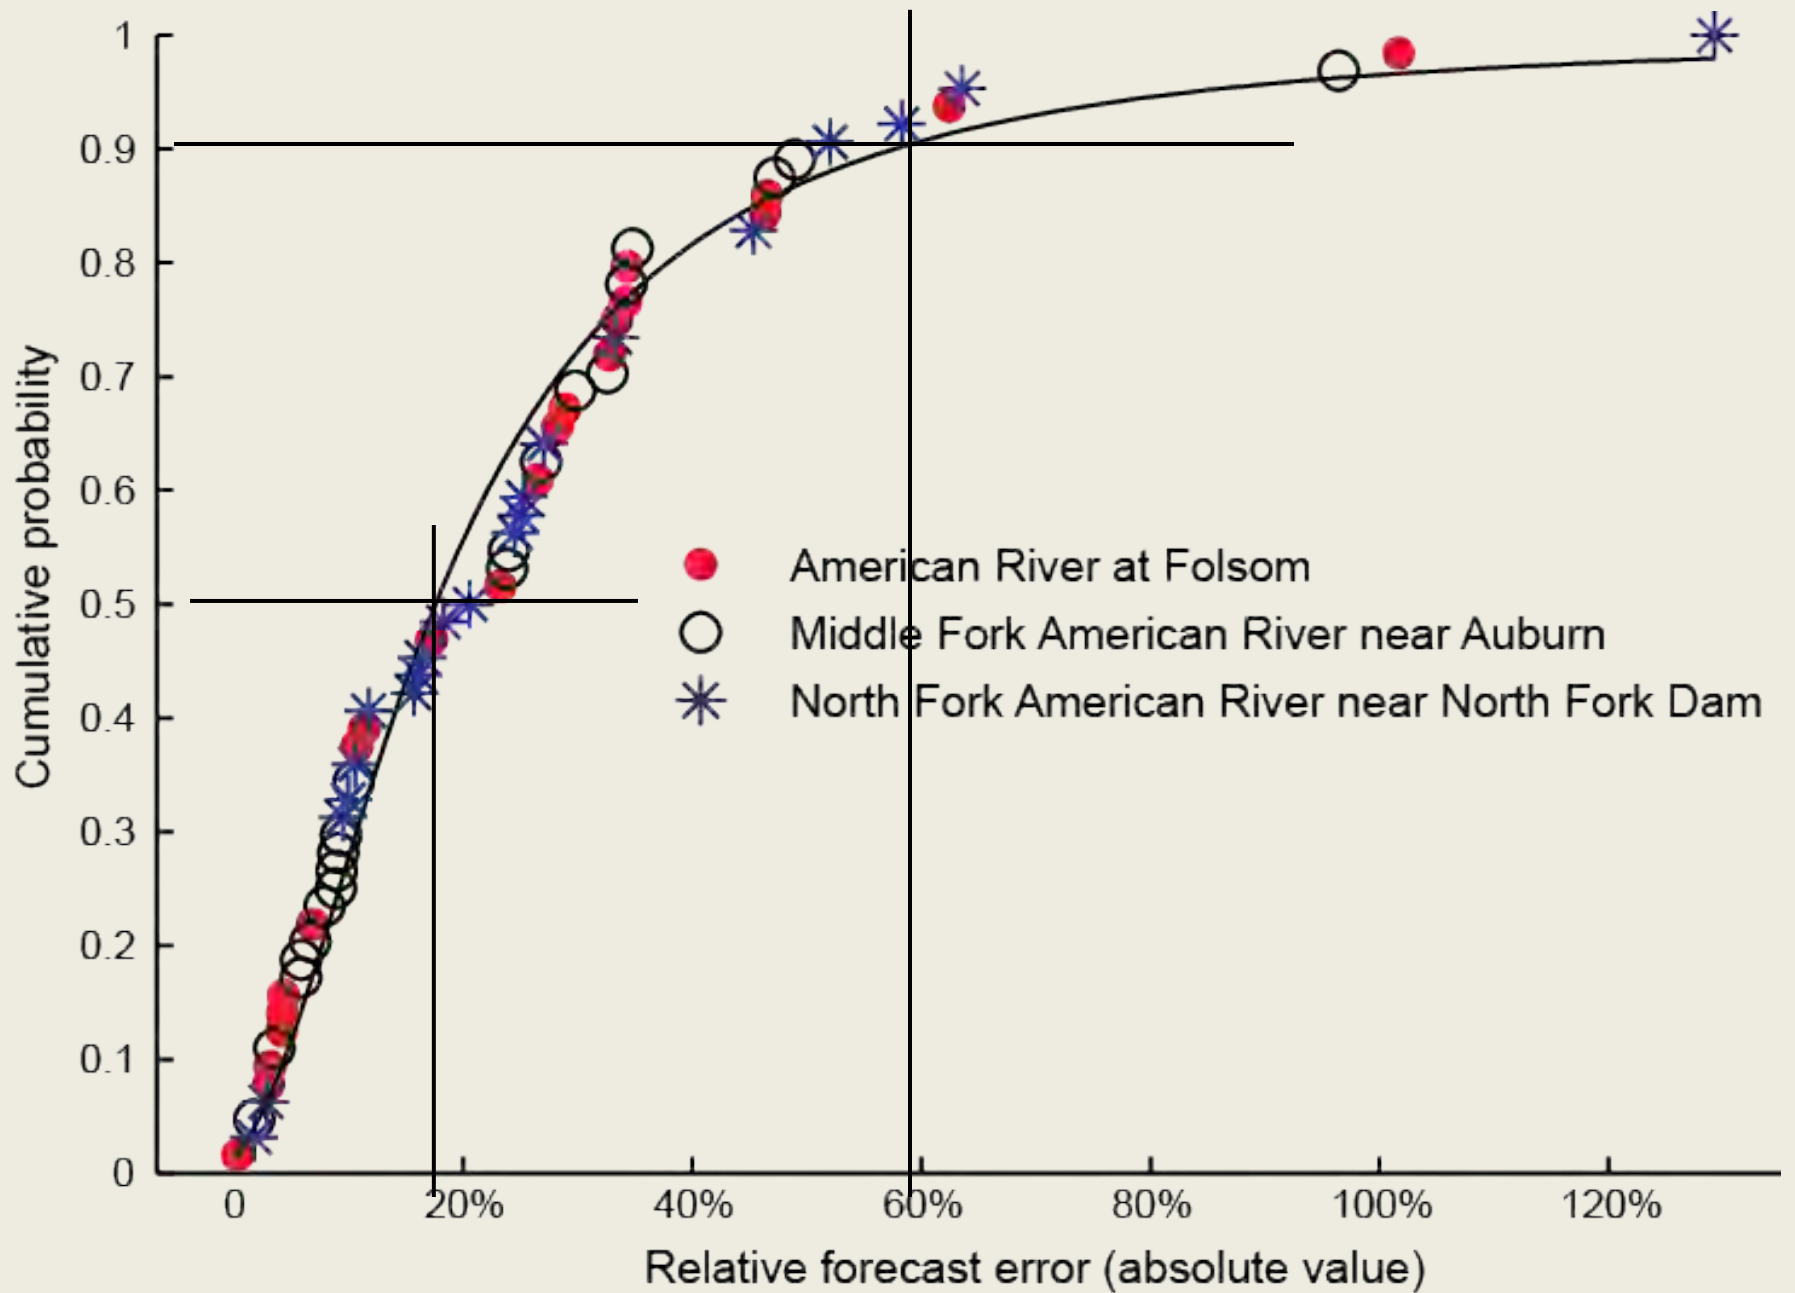 1
0.9
0.8
0.7
0.6
0.5
0.4
0.3
0.2
0.1
0
Cumulative probability
American River at Folsom
Middle Fork American River near Auburn
North Fork American River near North Fork Dam
0 20% 40% 60% 80% 100% 120%
Relative forecast error (absolute value)